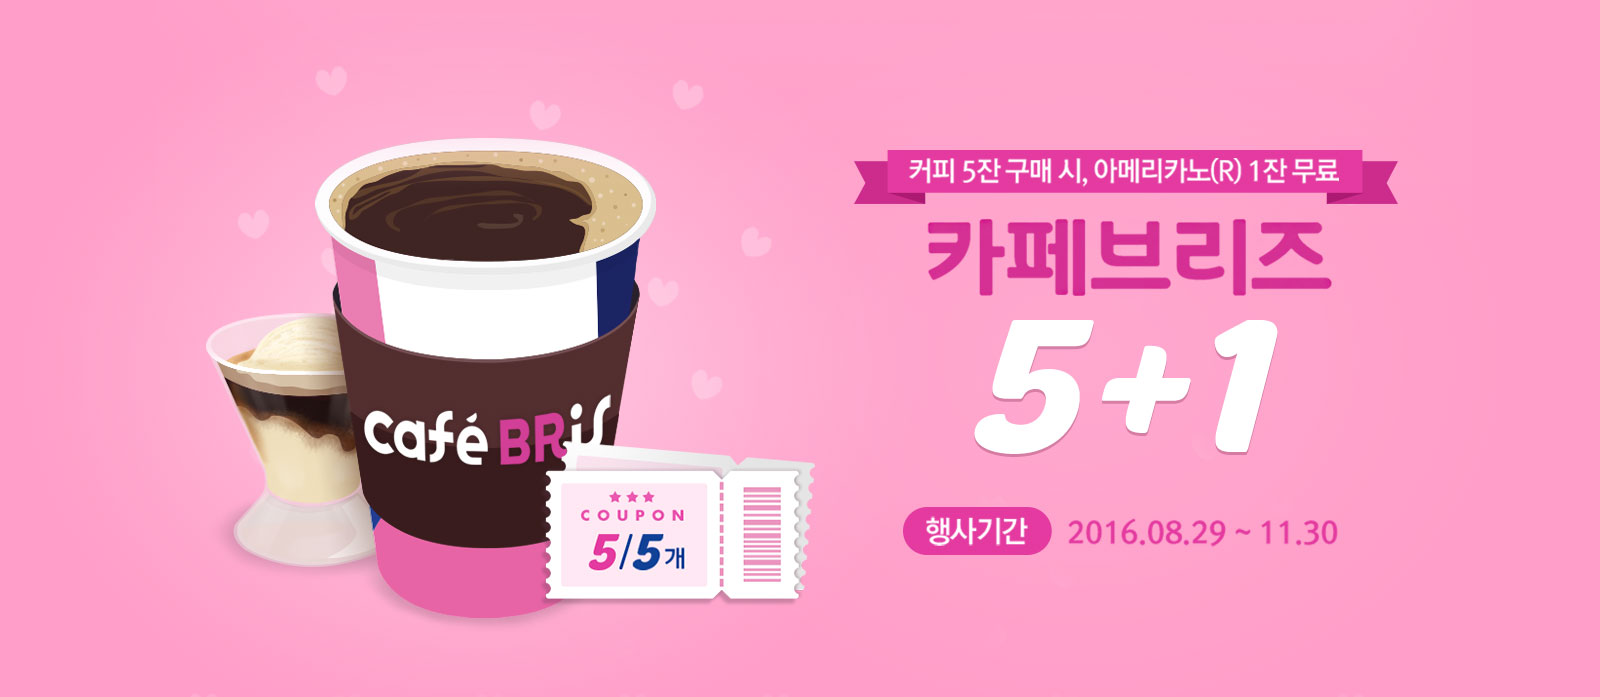 커피 5잔 구매 시, 아메리카노(R) 1잔 무료
카페브리즈
5+1
행사기간 2016.08.29 ~ 11.30
café BRiS
COUPON
5/5개